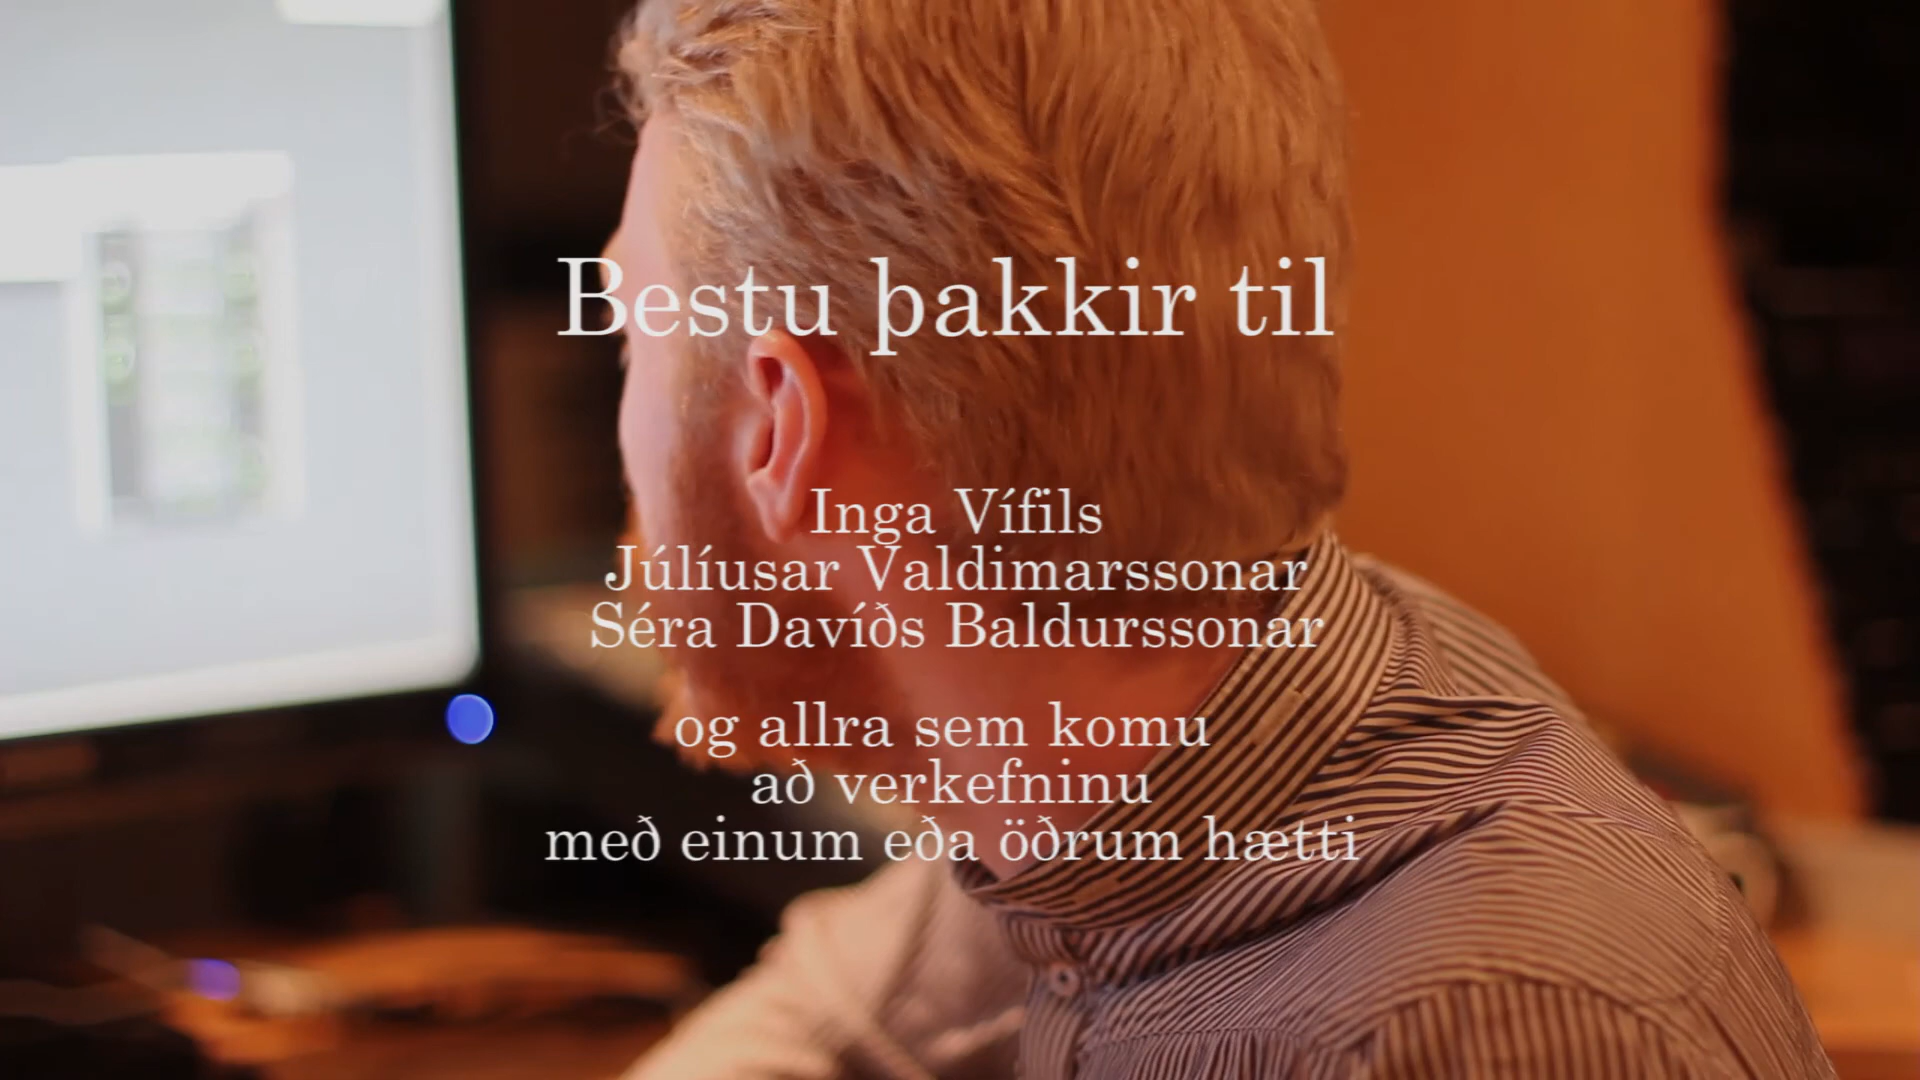 Bestu þakkir til
Inga Vífils
Júlíusar Valdimarssonar
Séra Davíðs Baldurssonar
og allra sem komu
að verkefninu
með einum eða öðrum hætti